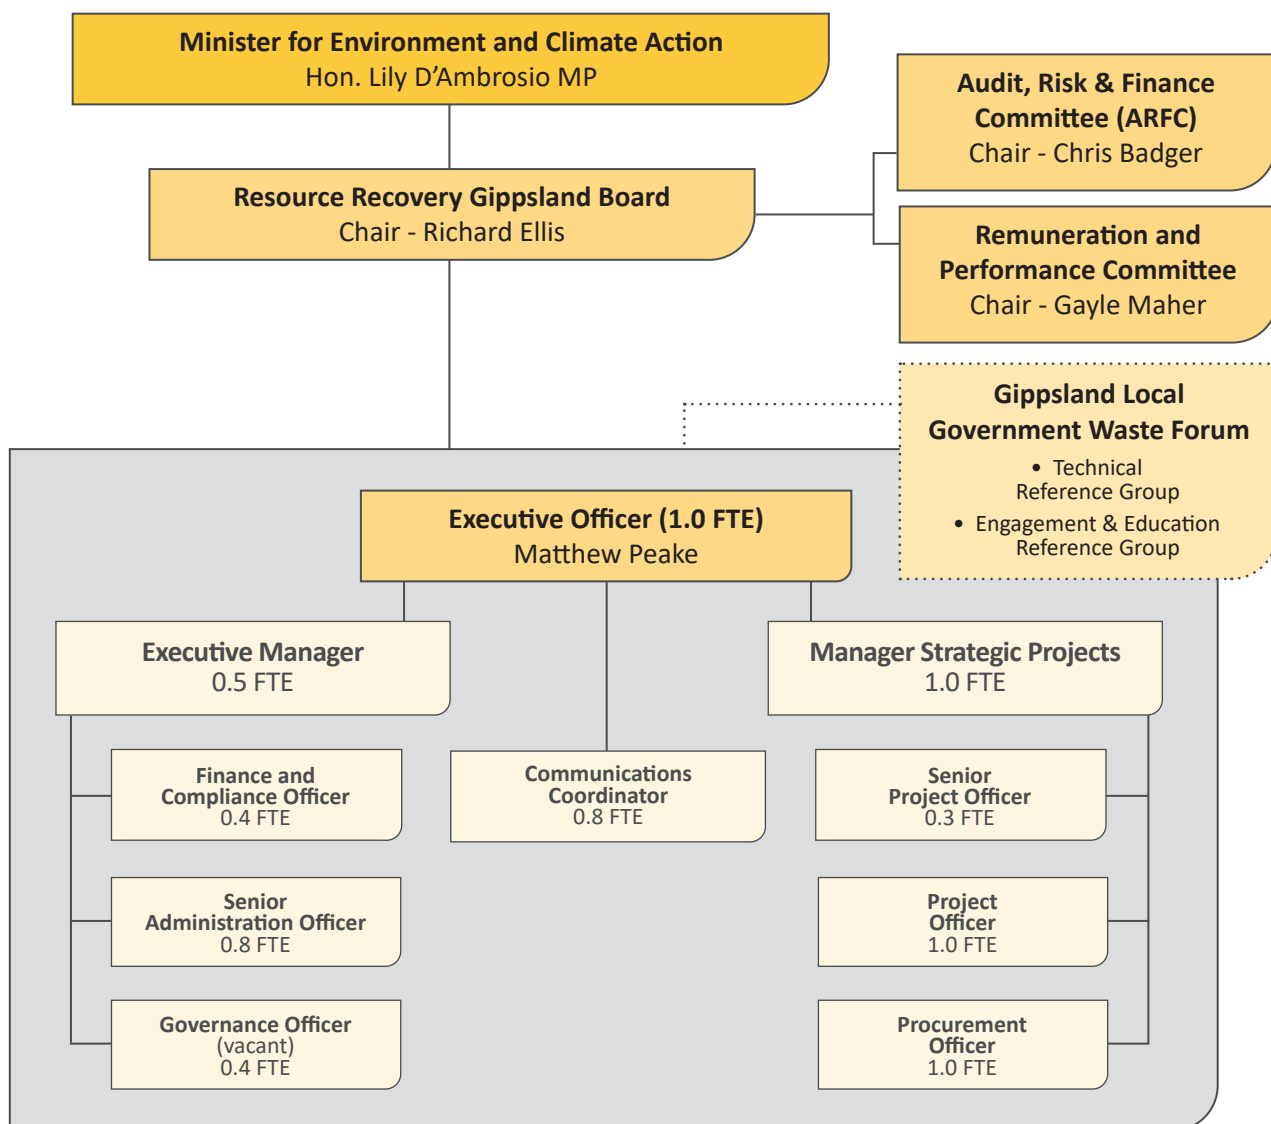 Minister for Environment and Climate Action
Hon. Lily D’Ambrosio MP
Audit, Risk & Finance
Committee (ARFC)
Chair - Chris Badger
Resource Recovery Gippsland Board
Chair - Richard Ellis
Remuneration and
Performance Committee
Chair - Gayle Maher
Gippsland Local
Government Waste Forum
• Technical
Reference Group
• Engagement & Education
Reference Group
Executive Officer (1.0 FTE)
Matthew Peake
Executive Manager
0.5 FTE
Manager Strategic Projects
1.0 FTE
Finance and
Compliance Officer
0.4 FTE
Communications
Coordinator
0.8 FTE
Senior
Project Officer
0.3 FTE
Senior
Administration Officer
0.8 FTE
Project
Officer
1.0 FTE
Governance Officer
(vacant)
0.4 FTE
Procurement
Officer
1.0 FTE